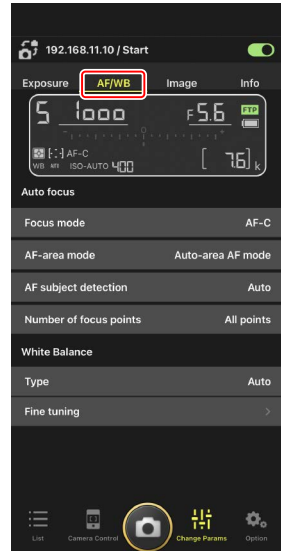 192.168.11.10 / Start
Exposure AF/WB Image Info
S 1000 F5.6 FTP
AF-C
WB ISO-AUTO 400 [ 7.6] k
Auto focus
Focus mode AF-C
AF-area mode Auto-area AF mode
AF subject detection Auto
Number of focus points All points
White Balance
Type Auto
Fine tuning >
List Camera Control Change Params Option